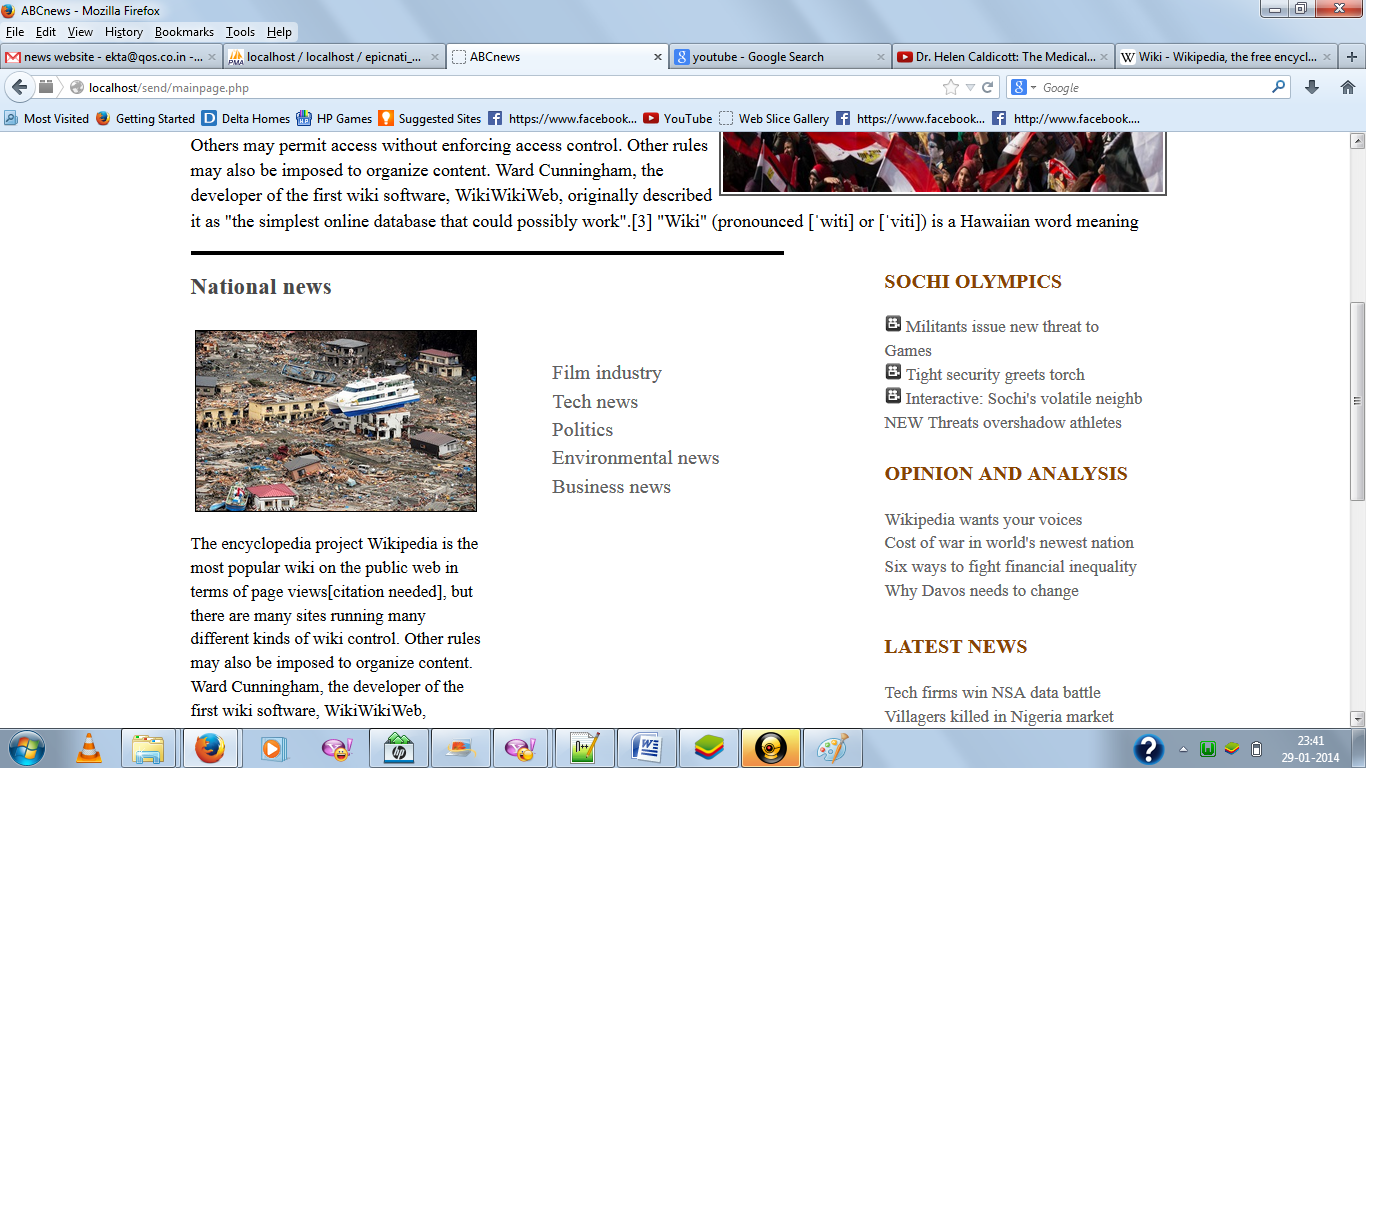 ABCnews - Mozilla Firefox
File Edit View History Bookmarks Tools Help
news website - ekta@qos.co.in -... localhost / localhost / epicnati_... ABCnews youtube - Google Search Dr. Helen Caldicott: The Medical... Wiki - Wikipedia, the free encycl...
localhost/send/mainpage.php Google
Most Visited Getting Started Delta Homes HP Games Suggested Sites https://www.facebook... YouTube Web Slice Gallery https://www.facebook... http://www.facebook....
Others may permit access without enforcing access control. Other rules
may also be imposed to organize content. Ward Cunningham, the
developer of the first wiki software, WikiWikiWeb, originally described
it as "the simplest online database that could possibly work".[3] "Wiki" (pronounced [ˈwiti] or [ˈviti]) is a Hawaiian word meaning
National news
Film industry
Tech news
Politics
Environmental news
Business news
The encyclopedia project Wikipedia is the
most popular wiki on the public web in
terms of page views[citation needed], but
there are many sites running many
different kinds of wiki control. Other rules
may also be imposed to organize content.
Ward Cunningham, the developer of the
first wiki software, WikiWikiWeb,
SOCHI OLYMPICS
Militants issue new threat to
Games
Tight security greets torch
Interactive: Sochi's volatile neighb
NEW Threats overshadow athletes
OPINION AND ANALYSIS
Wikipedia wants your voices
Cost of war in world's newest nation
Six ways to fight financial inequality
Why Davos needs to change
LATEST NEWS
Tech firms win NSA data battle
Villagers killed in Nigeria market
23:41
29-01-2014